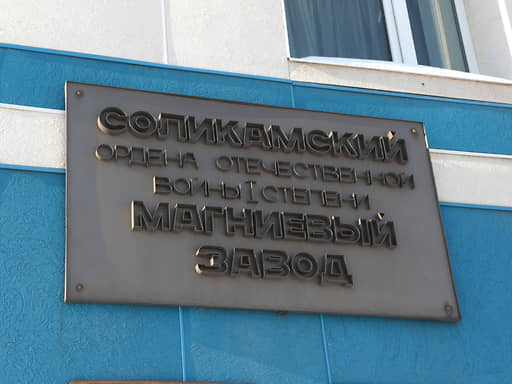 СОЛИКАМСКИЙ
ОРДЕНА ОТЕЧЕСТВЕННОЙ
ВОЙНЫ I СТЕПЕНИ
МАГНИЕВЫЙ
ЗАВОД